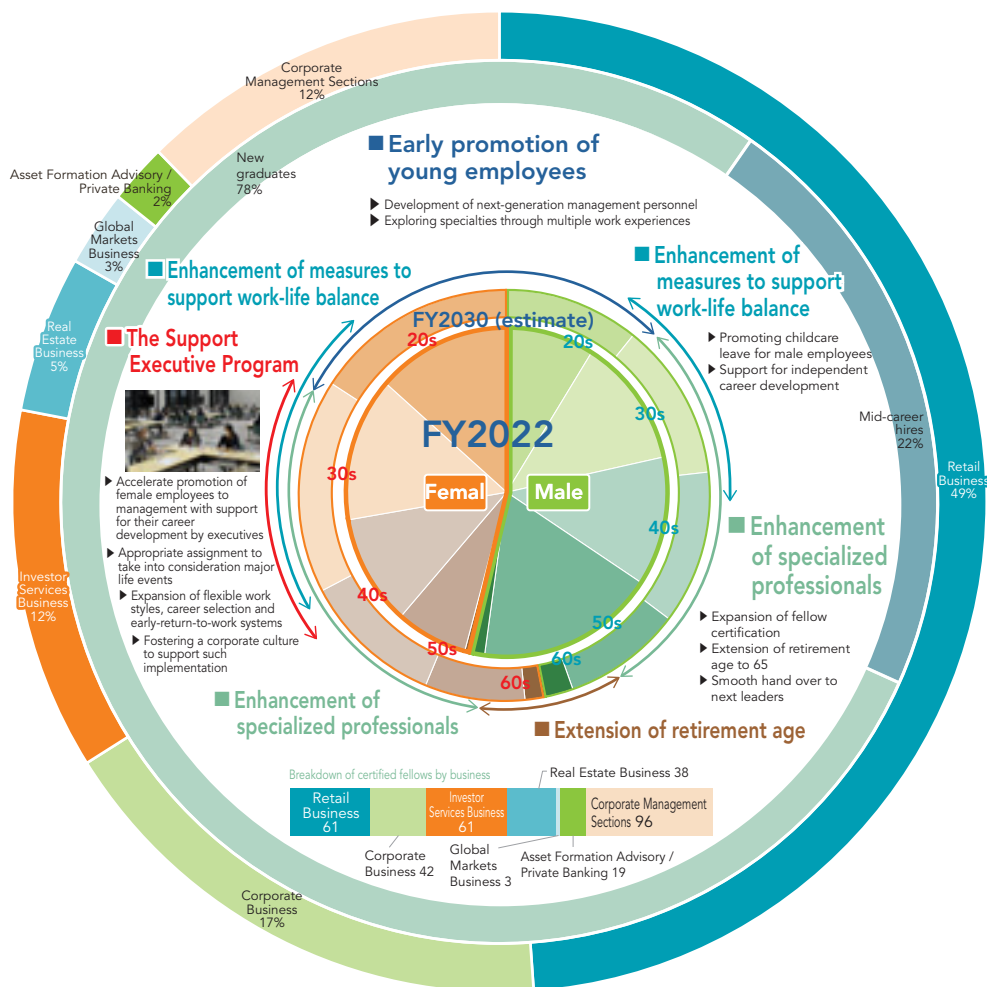 Corporate
Management Sections
12%
New
graduates
78%
Asset Formation Advisory /
Private Banking
2%
Global
Markets
Business
3%
Real
Estate
Business
5%
Investor
Services
Business
12%
Corporate
Business
17%
Retail
Business
49%
Mid-career
hires
22%
■ Early promotion of
young employees
▶ Development of next-generation management personnel
▶ Exploring specialties through multiple work experiences
■ Enhancement of measures to
support work-life balance
■ Enhancement of
measures to support
work-life balance
▶ Promoting childcare
leave for male employees
▶ Support for independent
career development
■ The Support
Executive Program
▶ Accelerate promotion of
female employees to
management with support
for their career
development by executives
▶ Appropriate assignment to
take into consideration major
life events
▶ Expansion of flexible work
styles, career selection and
early-return-to-work systems
▶ Fostering a corporate culture
to support such
implementation
FY2030 (estimate)
20s
20s
FY2022
30s
30s
Femal
Male
40s
40s
50s
50s
60s
60s
■ Enhancement
of specialized
professionals
▶ Expansion of fellow
certification
▶ Extension of retirement
age to 65
▶ Smooth hand over to
next leaders
■ Enhancement of
specialized professionals
■ Extension of retirement age
Breakdown of certified fellows by business
Real Estate Business 38
Retail
Business
61
Investor
Services Business
61
Corporate Management
Sections 96
Corporate
Business 42
Global
Markets
Business 3
Asset Formation Advisory /
Private Banking 19